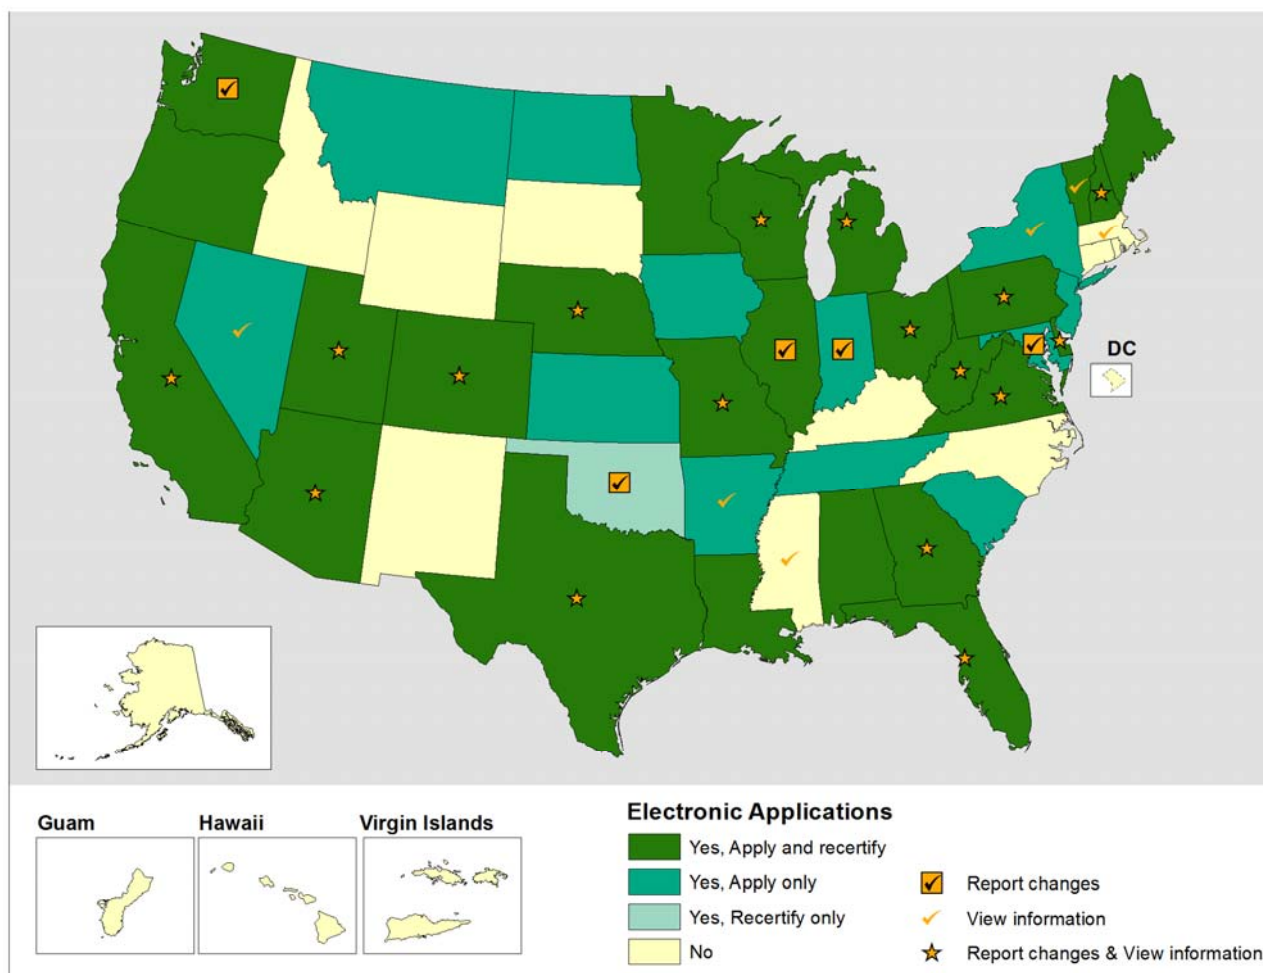 DC
Guam
Hawaii
Virgin Islands
Electronic Applications
Yes, Apply and recertify
Yes, Apply only
Yes, Recertify only
No
Report changes
View information
Report changes & View information